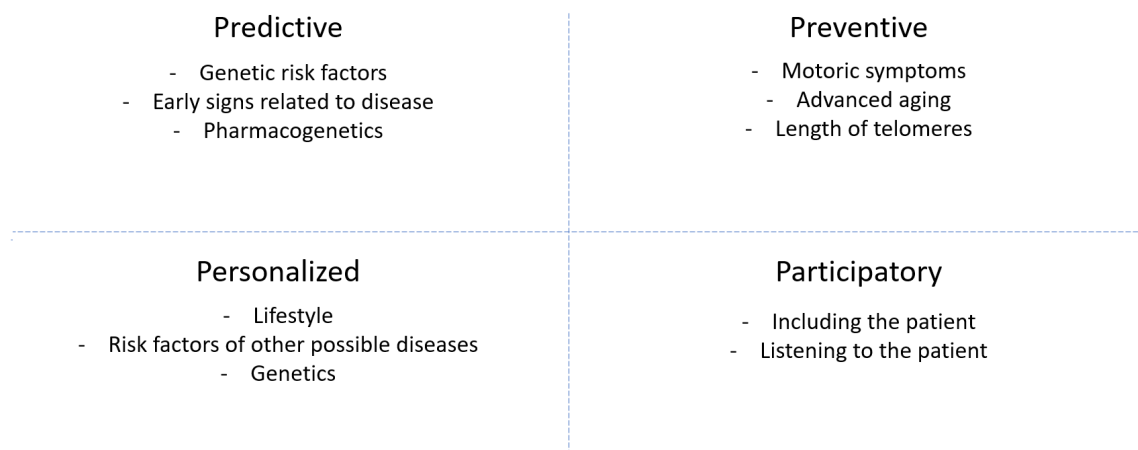 Predictive
- Genetic risk factors
- Early signs related to disease
- Pharmacogenetics
Preventive
- Motoric symptoms
- Advanced aging
- Length of telomeres
Personalized
- Lifestyle
- Risk factors of other possible diseases
- Genetics
Participatory
- Including the patient
- Listening to the patient